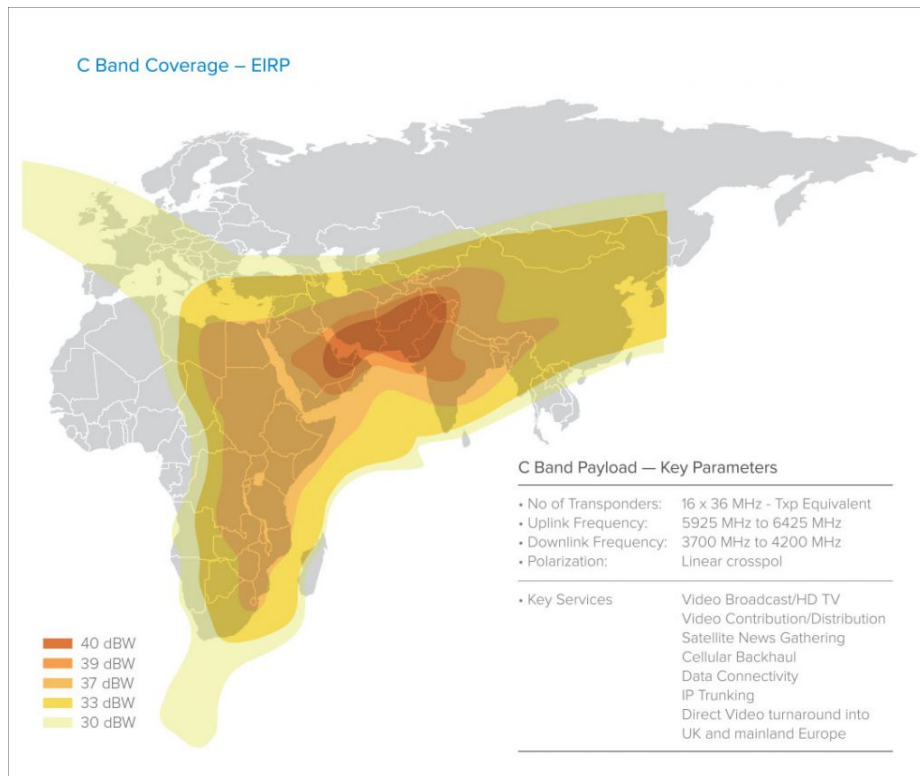 C Band Coverage – EIRP
C Band Payload — Key Parameters
• No of Transponders: 16 x 36 MHz - Txp Equivalent
• Uplink Frequency: 5925 MHz to 6425 MHz
• Downlink Frequency: 3700 MHz to 4200 MHz
• Polarization: Linear crosspol
• Key Services Video Broadcast/HD TV
Video Contribution/Distribution
Satellite News Gathering
Cellular Backhaul
Data Connectivity
IP Trunking
Direct Video turnaround into
UK and mainland Europe
40 dBW
39 dBW
37 dBW
33 dBW
30 dBW